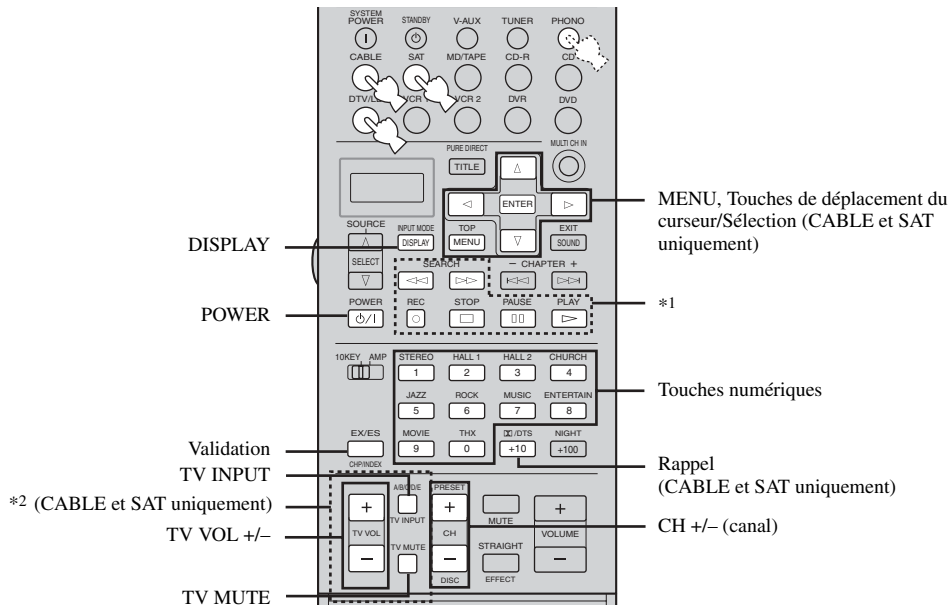 SYSTEM
POWER STANDBY V-AUX TUNER PHONO
CABLE SAT MD/TAPE CD-R CD
VCR 1 VCR 2 DVR DVD
PURE DIRECT MULTI CH IN
TITLE
ENTER
MENU, Touches de déplacement du
curseur/Sélection (CABLE et SAT
uniquement)
SOURCE INPUT MODE TOP EXIT
DISPLAY DISPLAY MENU SOUND
SELECT SEARCH – CHAPTER +
POWER REC STOP PAUSE PLAY *1
POWER
10KEY AMP STEREO HALL 1 HALL 2 CHURCH
1 2 3 4
Touches numériques
JAZZ ROCK MUSIC ENTERTAIN
5 6 7 8
EX/ES MOVIE THX /DTS NIGHT
Validation 9 0 +10 +100
CHP/INDEX
Rappel
(CABLE et SAT uniquement)
TV INPUT A/B/C/D/E PRESET
*2 (CABLE et SAT uniquement) + TV INPUT + MUTE +
TV VOL +/– TV VOL CH VOLUME CH +/– (canal)
TV MUTE STRAIGHT
– – –
DISC EFFECT
TV MUTE